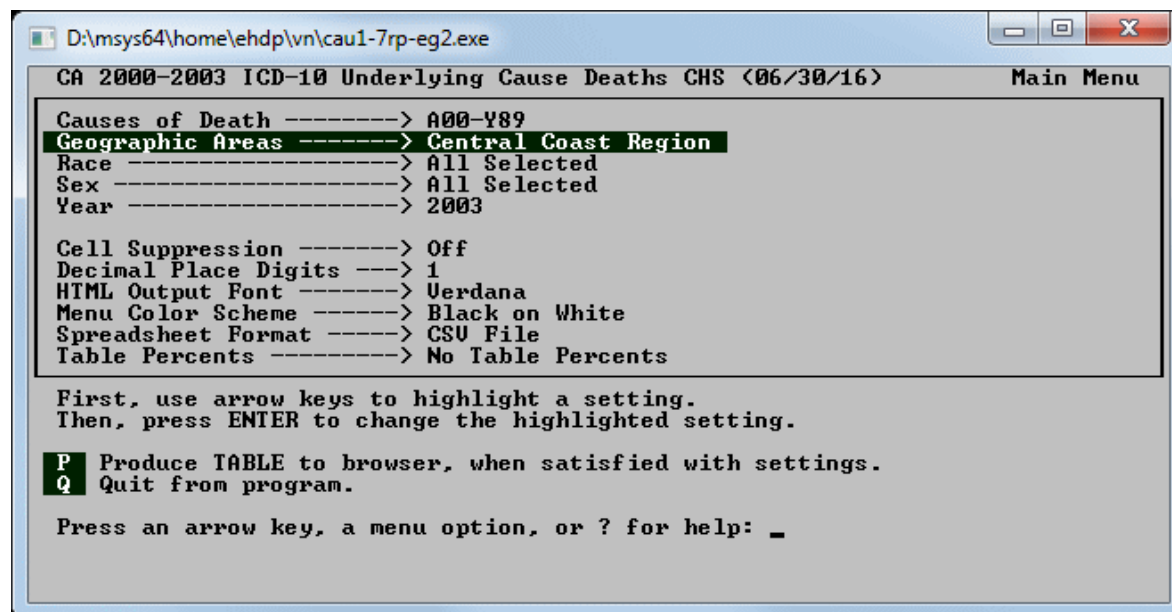 D:\msys64\home\ehdp\vn\cau1-7rp-eg2.exe
CA 2000-2003 ICD-10 Underlying Cause Deaths CHS (06/30/16) Main Menu
Causes of Death --------> A00-Y89
Geographic Areas -------> Central Coast Region
Race -------------------> All Selected
Sex --------------------> All Selected
Year -------------------> 2003
Cell Suppression -------> Off
Decimal Place Digits ---> 1
HTML Output Font -------> Verdana
Menu Color Scheme ------> Black on White
Spreadsheet Format -----> CSV File
Table Percents ---------> No Table Percents
First, use arrow keys to highlight a setting.
Then, press ENTER to change the highlighted setting.
P Produce TABLE to browser, when satisfied with settings.
Q Quit from program.
Press an arrow key, a menu option, or ? for help: _